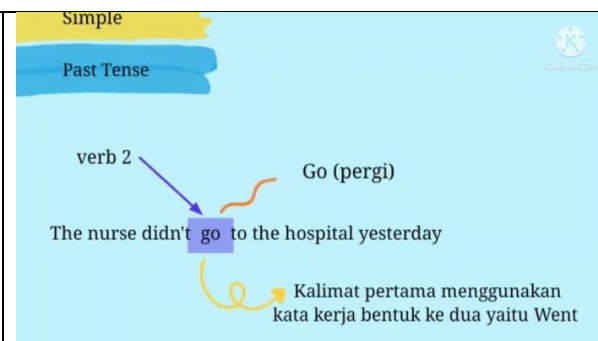 Simple
Past Tense
verb 2
Go (pergi)
The nurse didn't go to the hospital yesterday
Kalimat pertama menggunakan
kata kerja bentuk ke dua yaitu Went